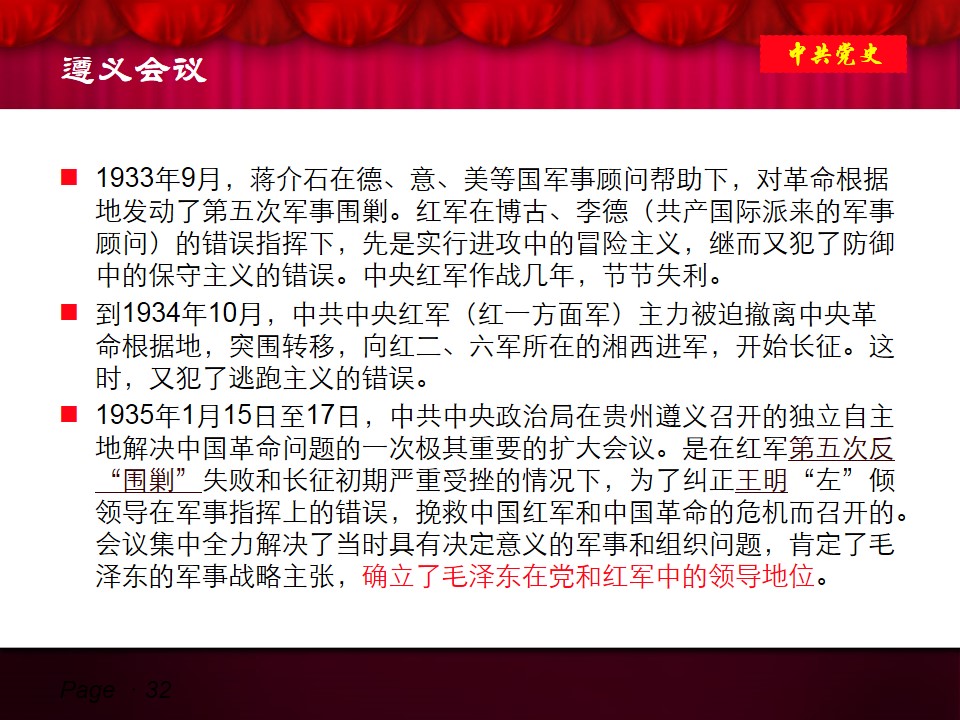 遵义会议
中共党史
1933年9月，蒋介石在德、意、美等国军事顾问帮助下，对革命根据
地发动了第五次军事围剿。红军在博古、李德（共产国际派来的军事
顾问）的错误指挥下，先是实行进攻中的冒险主义，继而又犯了防御
中的保守主义的错误。中央红军作战几年，节节失利。
到1934年10月，中共中央红军（红一方面军）主力被迫撤离中央革
命根据地，突围转移，向红二、六军所在的湘西进军，开始长征。这
时，又犯了逃跑主义的错误。
1935年1月15日至17日，中共中央政治局在贵州遵义召开的独立自主
地解决中国革命问题的一次极其重要的扩大会议。是在红军第五次反
“围剿”失败和长征初期严重受挫的情况下，为了纠正王明“左”倾
领导在军事指挥上的错误，挽救中国红军和中国革命的危机而召开的。
会议集中全力解决了当时具有决定意义的军事和组织问题，肯定了毛
泽东的军事战略主张，确立了毛泽东在党和红军中的领导地位。
Page 32